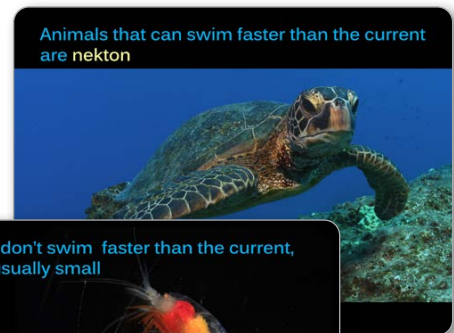 Animals that can swim faster than the current
are nekton
don't swim faster than the current,
usually small